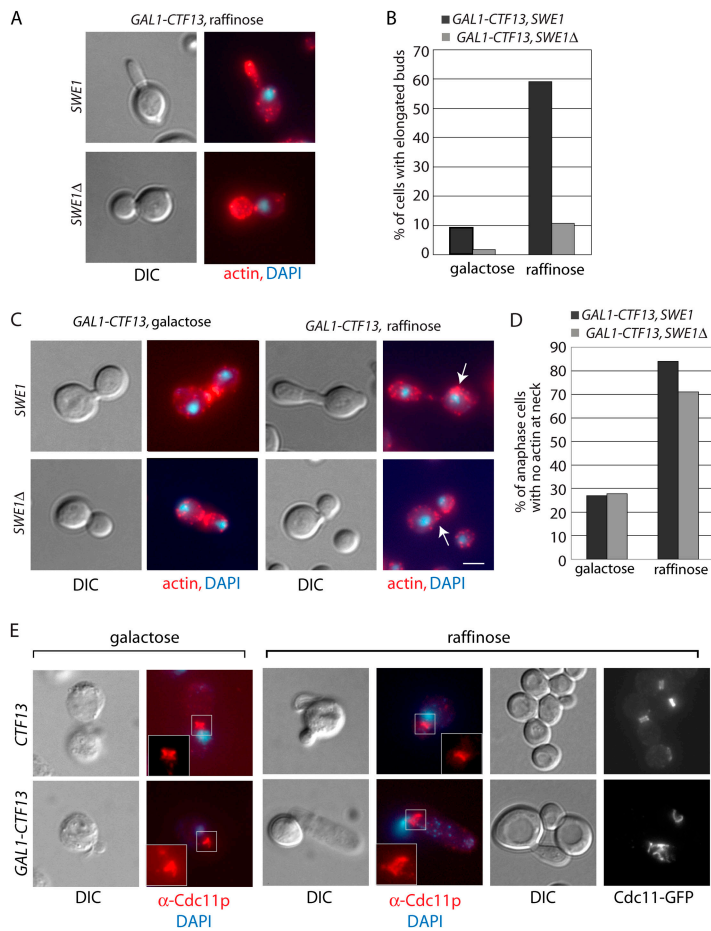 A
GAL1-CTF13, raffinose
SWE1
SWE1Δ
DIC
actin, DAPI
B
GAL1-CTF13, SWE1
GAL1-CTF13, SWE1Δ
% of cells with elongated buds
70
60
50
40
30
20
10
0
galactose
raffinose
C
GAL1-CTF13, galactose
GAL1-CTF13, raffinose
SWE1
SWE1Δ
DIC
actin, DAPI
DIC
actin, DAPI
D
GAL1-CTF13, SWE1
GAL1-CTF13, SWE1Δ
% of anaphase cells
with no actin at neck
90
80
70
60
50
40
30
20
10
0
galactose
raffinose
E
galactose
raffinose
CTF13
GAL1-CTF13
DIC
α-Cdc11p
DAPI
DIC
α-Cdc11p
DAPI
DIC
Cdc11-GFP